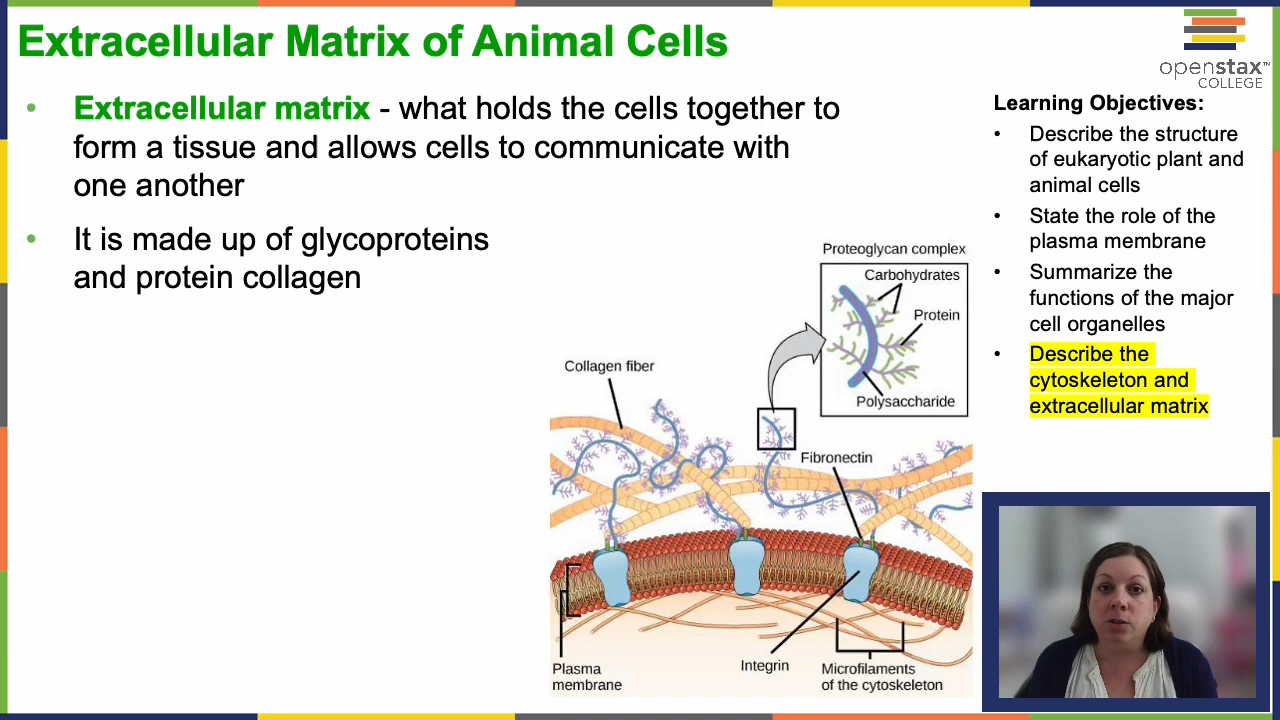 Extracellular Matrix of Animal Cells
• Extracellular matrix - what holds the cells together to
form a tissue and allows cells to communicate with
one another
• It is made up of glycoproteins
and protein collagen
Proteoglycan complex
Carbohydrates
Protein
Polysaccharide
Collagen fiber
Fibronectin
Plasma
membrane
Integrin
Microfilaments
of the cytoskeleton
openstax™
COLLEGE
Learning Objectives:
• Describe the structure
of eukaryotic plant and
animal cells
• State the role of the
plasma membrane
• Summarize the
functions of the major
cell organelles
• Describe the
cytoskeleton and
extracellular matrix